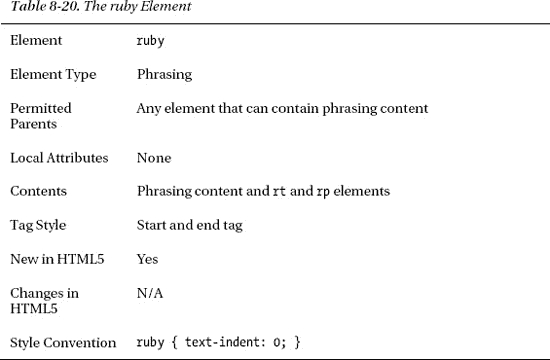 Table 8-20. The ruby Element
Element ruby
Element Type Phrasing
Permitted Any element that can contain phrasing content
Parents
Local Attributes None
Contents Phrasing content and rt and rp elements
Tag Style Start and end tag
New in HTML5 Yes
Changes in N/A
HTML5
Style Convention ruby { text-indent: 0; }